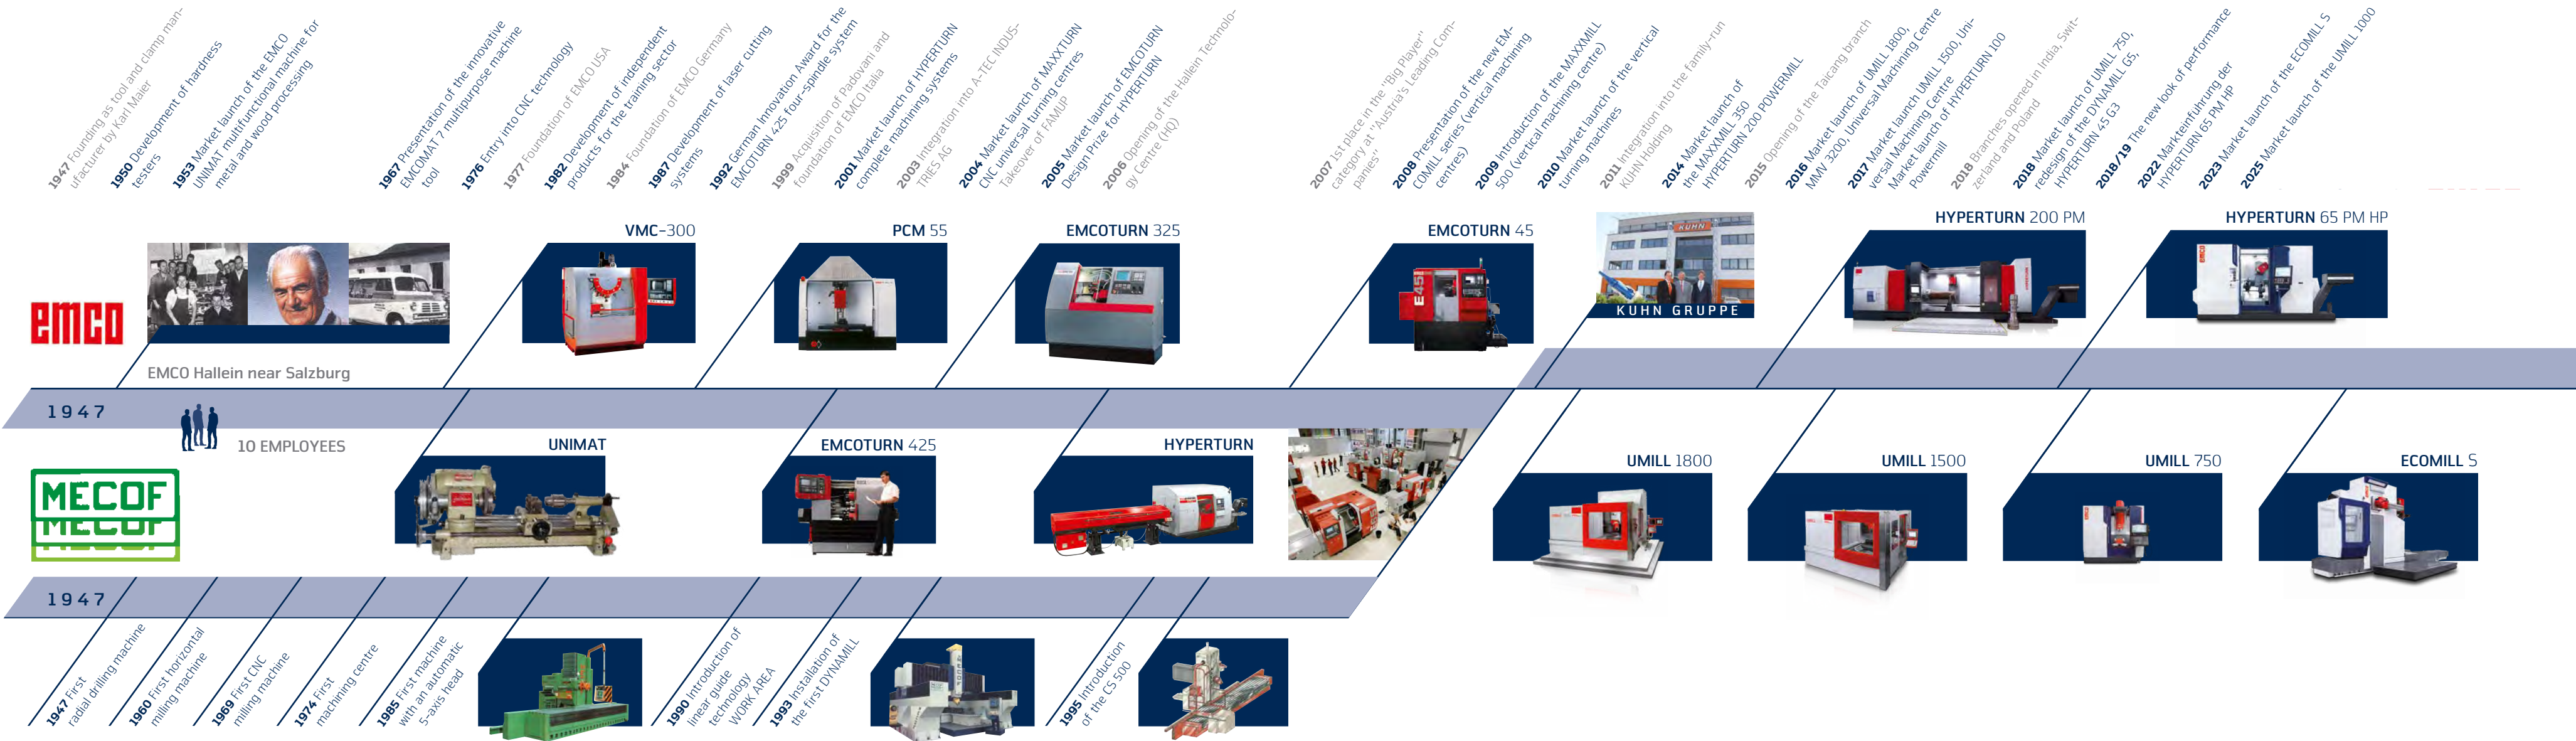 1947 Founding as tool and clamp man-
ufacturer by Karl Maier
1950 Development of hardness
testers
1953 Market launch of the EMCO
UNIMAT multifunctional machine for
metal and wood processing
1967 Presentation of the innovative
EMCOMAT 7 multipurpose machine
tool
1976 Entry into CNC technology
1977 Foundation of EMCO USA
1982 Development of independent
products for the training sector
1984 Foundation of EMCO Germany
1987 Development of laser cutting
systems
1992 German Innovation Award for the
EMCOTURN 425 four-spindle system
1999 Acquisition of Padovani and
foundation of EMCO Italia
2001 Market launch of HYPERTURN
complete machining systems
2003 Integration into A-TEC INDUS-
TRIES AG
2004 Market launch of MAXXTURN
CNC universal turning centres
Takeover of FAMUP
2005 Market launch of EMCOTURN
Design Prize for HYPERTURN
2006 Opening of the Hallein Technolo-
gy Centre (HQ)
2007 1st place in the "Big Player"
category at "Austria's Leading Com-
panies"
2008 Presentation of the new EM-
COMILL series (vertical machining
centres)
2009 Introduction of the MAXXMILL
500 (vertical machining centre)
2010 Market launch of the vertical
turning machines
2011 Integration into the family-run
KUHN Holding
2014 Market launch of
the MAXXMILL 350
HYPERTURN 200 POWERMILL
2015 Opening of the Taicang branch
2016 Market launch of UMILL 1800,
MMV 3200, Universal Machining Centre
2017 Market launch UMILL 1500, Uni-
versal Machining Centre
Market launch of HYPERTURN 100
Powermill
2018 Branches opened in India, Swit-
zerland and Poland
2018 Market launch of UMILL 750,
redesign of the DYNAMILL G5,
HYPERTURN 45 G3
2018/19 The new look of performance
2022 Markteinführung der
HYPERTURN 65 PM HP
2023 Market launch of the ECOMILL S
2025 Market launch of the UMILL 1000
VMC-300
PCM 55
EMCOTURN 325
EMCOTURN 45
E45
KUHN
KUHN GRUPPE
HYPERTURN 200 PM
HYPERTURN 65 PM HP
emco
EMCO Hallein near Salzburg
1947
10 EMPLOYEES
UNIMAT
EMCOTURN 425
HYPERTURN
UMILL 1800
UMILL 1500
UMILL 750
ECOMILL S
MECOF
1947
1947 First
radial drilling machine
1960 First horizontal
milling machine
1969 First CNC
milling machine
1974 First
machining centre
1985 First machine
with an automatic
5-axis head
1990 Introduction of
linear guide
technology
WORK AREA
1993 Installation of
the first DYNAMILL
MECOF
1995 Introduction
of the CS 500